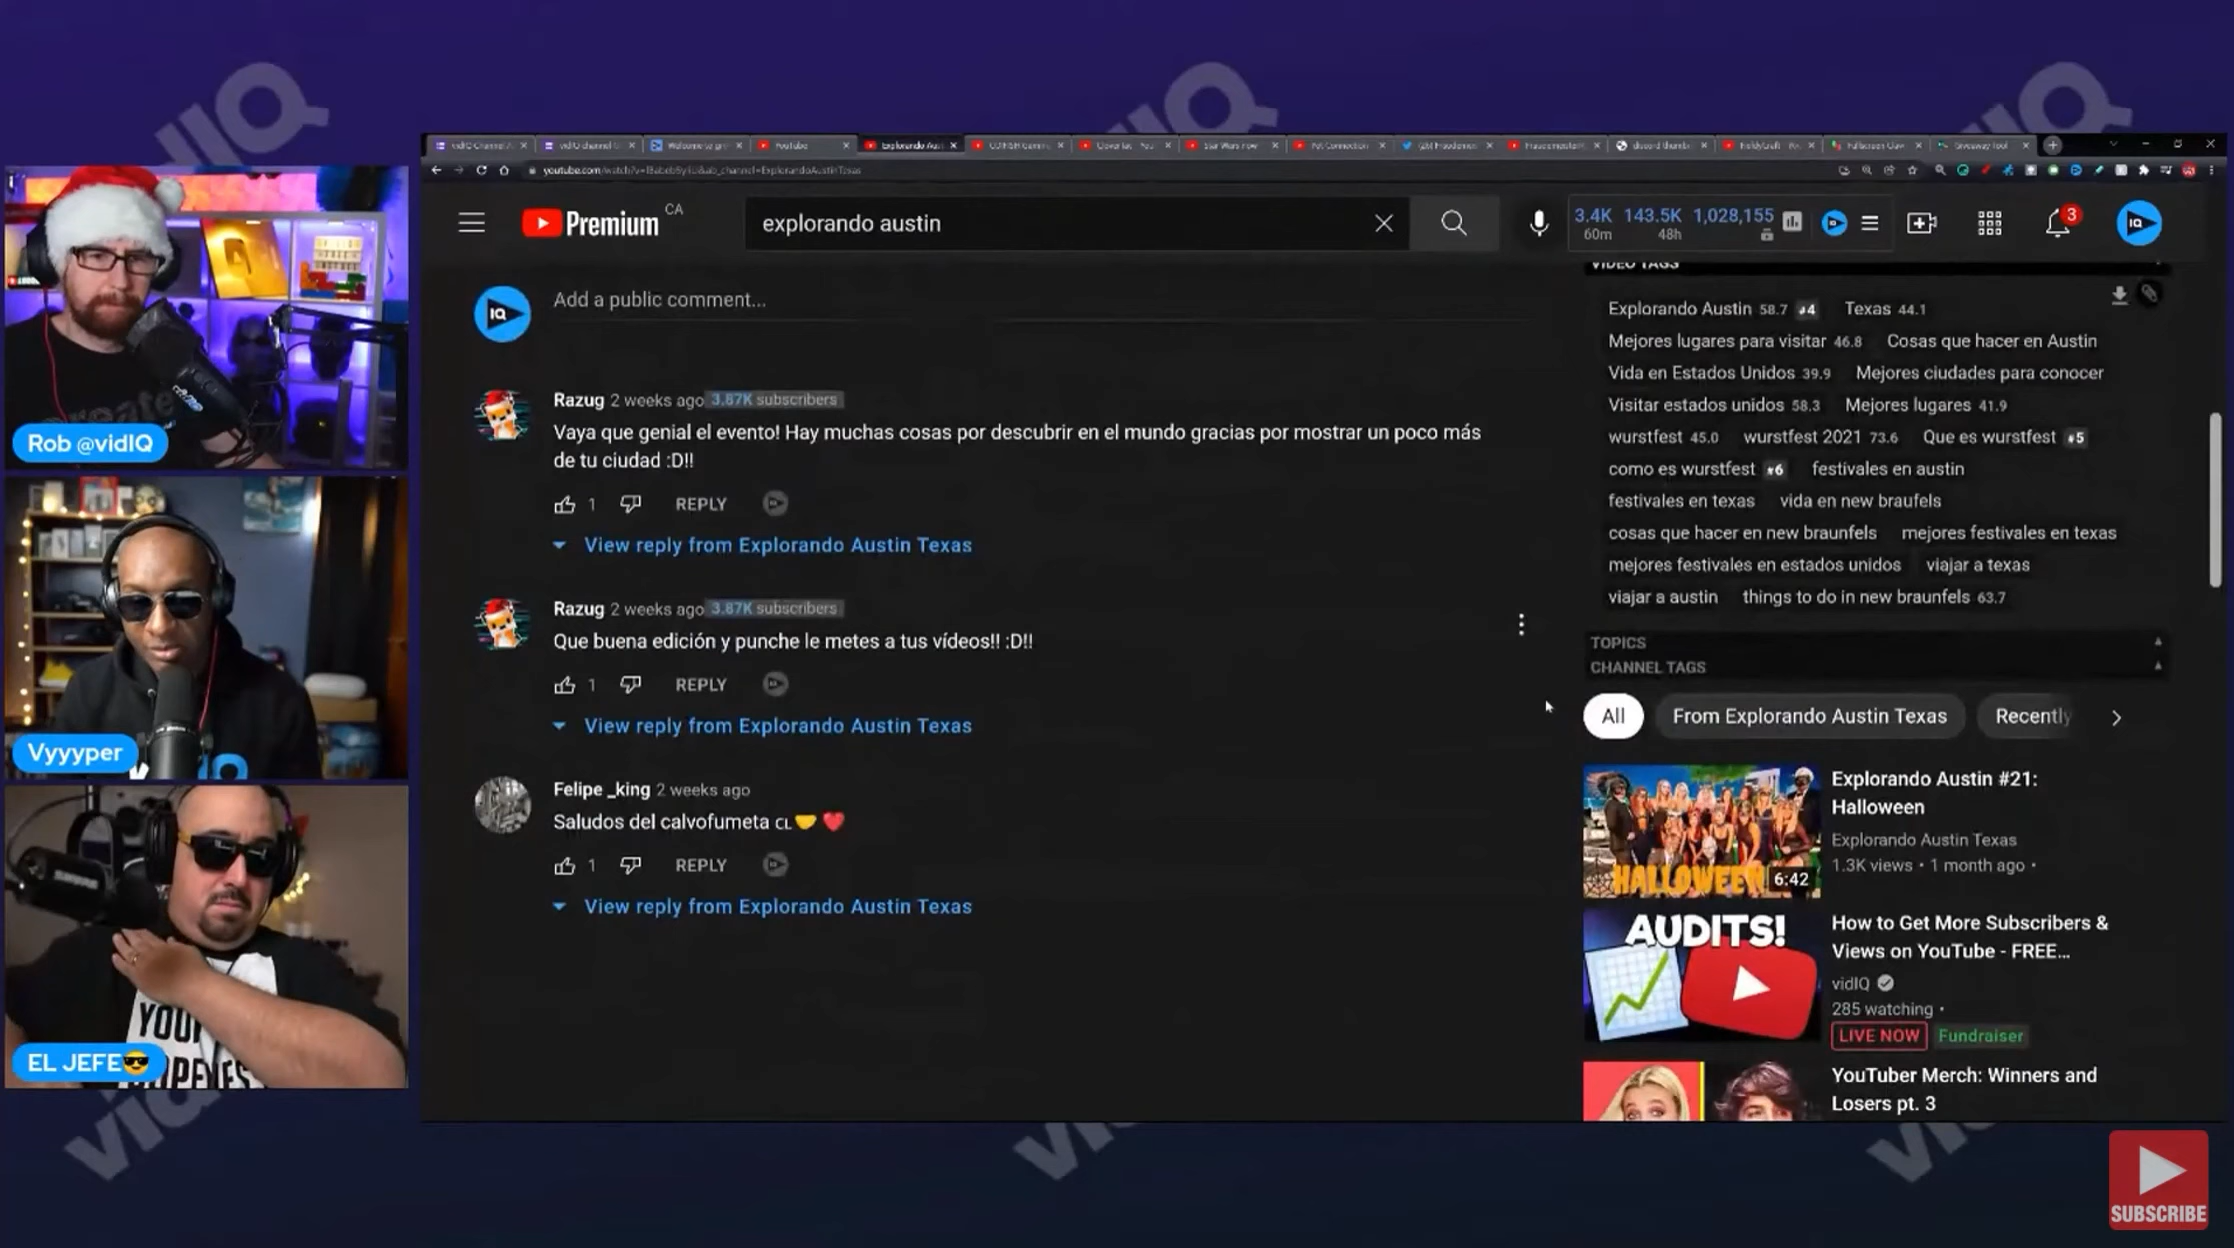 YouTube
Explorando Aust
Pet Connection
Giveaway Tool
Premium CA
explorando austin
3.4K 143.5K 1,028,155
60m 48h
3
IQ
VIDEO TAGS
IQ
Add a public comment...
Explorando Austin 58.7 #4 Texas 44.1
Mejores lugares para visitar 46.8 Cosas que hacer en Austin
Vida en Estados Unidos 39.9 Mejores ciudades para conocer
Visitar estados unidos 58.3 Mejores lugares 41.9
wurstfest 45.0 wurstfest 2021 73.6 Que es wurstfest #5
como es wurstfest #6 festivales en austin
festivales en texas vida en new braufels
cosas que hacer en new braunfels mejores festivales en texas
mejores festivales en estados unidos viajar a texas
viajar a austin things to do in new braunfels 63.7
TOPICS
CHANNEL TAGS
Razug 2 weeks ago 3.87K subscribers
Vaya que genial el evento! Hay muchas cosas por descubrir en el mundo gracias por mostrar un poco más
de tu ciudad :D!!
1 REPLY
View reply from Explorando Austin Texas
Razug 2 weeks ago 3.87K subscribers
Que buena edición y punche le metes a tus vídeos!! :D!!
1 REPLY
View reply from Explorando Austin Texas
Felipe _king 2 weeks ago
Saludos del calvofumeta CL🤝❤️
1 REPLY
View reply from Explorando Austin Texas
All From Explorando Austin Texas Recently
HALLOWEEN
6:42
Explorando Austin #21:
Halloween
Explorando Austin Texas
1.3K views • 1 month ago •
AUDITS!
How to Get More Subscribers &
Views on YouTube - FREE...
vidIQ
285 watching •
LIVE NOW Fundraiser
YouTuber Merch: Winners and
Losers pt. 3
Rob @vidIQ
Vyyyper
YOUR
EL JEFE😎
SUBSCRIBE